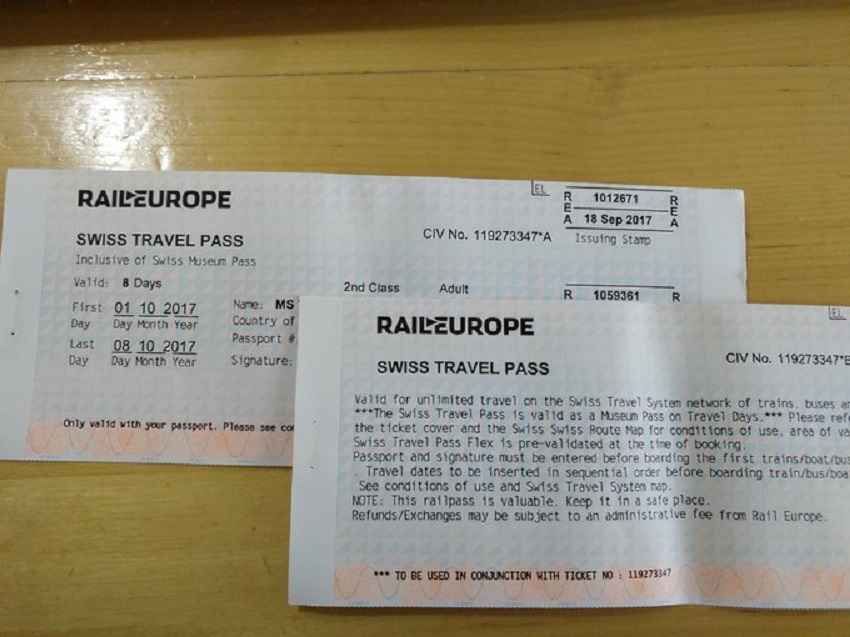 EL
RAILEUROPE
R 1012671 R
E E
A 18 Sep 2017 A
CIV No. 119273347*A
Issuing Stamp
SWISS TRAVEL PASS
Inclusive of Swiss Museum Pass
Valid: 8 Days
2nd Class Adult
R 1059361 R
First 01 10 2017
Day Day Month Year
Name: MS
Country of
Last 08 10 2017
Day Day Month Year
Passport #
Signature:
Only valid with your passport. Please see
EL
RAILEUROPE
SWISS TRAVEL PASS
CIV No. 119273347*B
Valid for unlimited travel on the Swiss Travel System network of trains, buses
***The Swiss Travel Pass is valid as a Museum Pass on Travel Days.*** Please
the ticket cover and the Swiss Swiss Route Map for conditions of use, area of
Swiss Travel Pass Flex is pre-validated at the time of booking.
Passport and signature must be entered before boarding the first trains/boat/bus
. Travel dates to be inserted in sequential order before boarding train/bus/boa
See conditions of use and Swiss Travel System map.
NOTE: This railpass is valuable. Keep it in a safe place.
Refunds/Exchanges may be subject to an administrative fee from Rail Europe.
*** TO BE USED IN CONJUNCTION WITH TICKET NO : 119273347